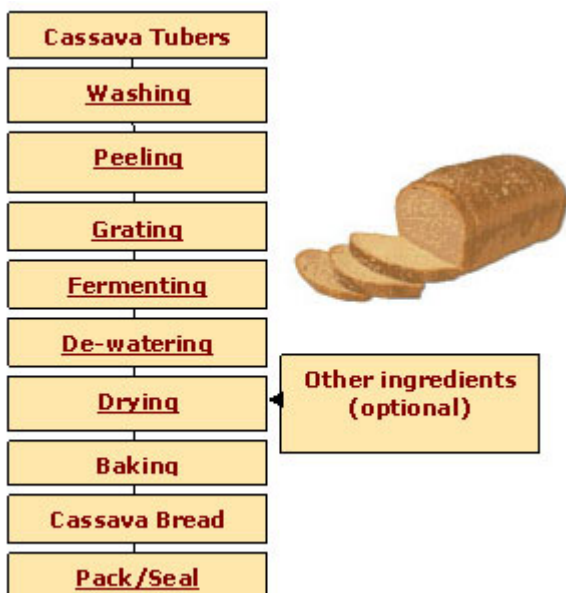 Cassava Tubers
Washing
Peeling
Grating
Fermenting
De-watering
Drying
Other ingredients
(optional)
Baking
Cassava Bread
Pack/Seal